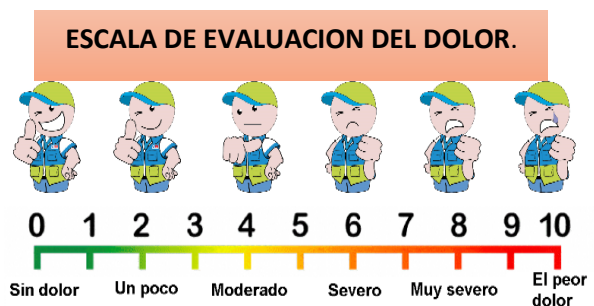 ESCALA DE EVALUACION DEL DOLOR.
0 1 2 3 4 5 6 7 8 9 10
Sin dolor Un poco Moderado Severo Muy severo El peor
dolor